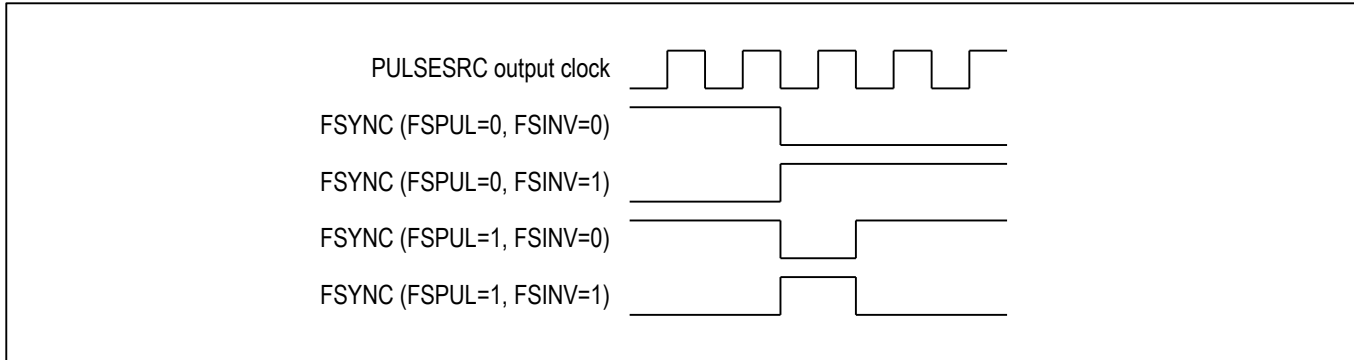 PULSESRC output clock
FSYNC (FSPUL=0, FSINV=0)
FSYNC (FSPUL=0, FSINV=1)
FSYNC (FSPUL=1, FSINV=0)
FSYNC (FSPUL=1, FSINV=1)